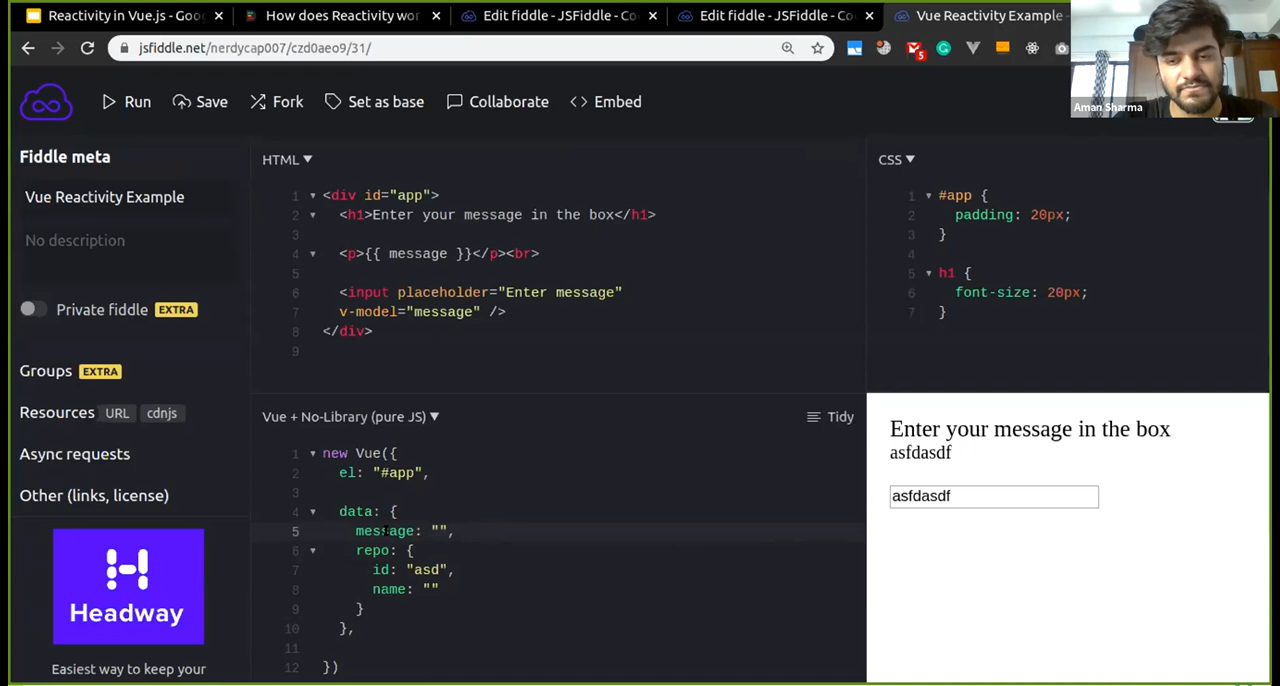 Reactivity in Vue.js - Goog
How does Reactivity wor
Edit fiddle - JSFiddle - Co
Edit fiddle - JSFiddle - Co
Vue Reactivity Example -
jsfiddle.net/nerdycap007/czd0aeo9/31/
5
Aman Sharma
Run
Save
Fork
Set as base
Collaborate
Embed
Fiddle meta
Vue Reactivity Example
No description
Private fiddle EXTRA
Groups EXTRA
Resources URL cdnjs
Async requests
Other (links, license)
Headway
Easiest way to keep your
HTML
1 <div id="app">
2 <h1>Enter your message in the box</h1>
3
4 <p>{{ message }}</p><br>
5
6 <input placeholder="Enter message"
7 v-model="message" />
8 </div>
9
CSS
1 #app {
2 padding: 20px;
3 }
4
5 h1 {
6 font-size: 20px;
7 }
Vue + No-Library (pure JS)
Tidy
1 new Vue({
2 el: "#app",
3
4 data: {
5 message: "",
6 repo: {
7 id: "asd",
8 name: ""
9 }
10 },
11
12 })
Enter your message in the box
asfdasdf
asfdasdf